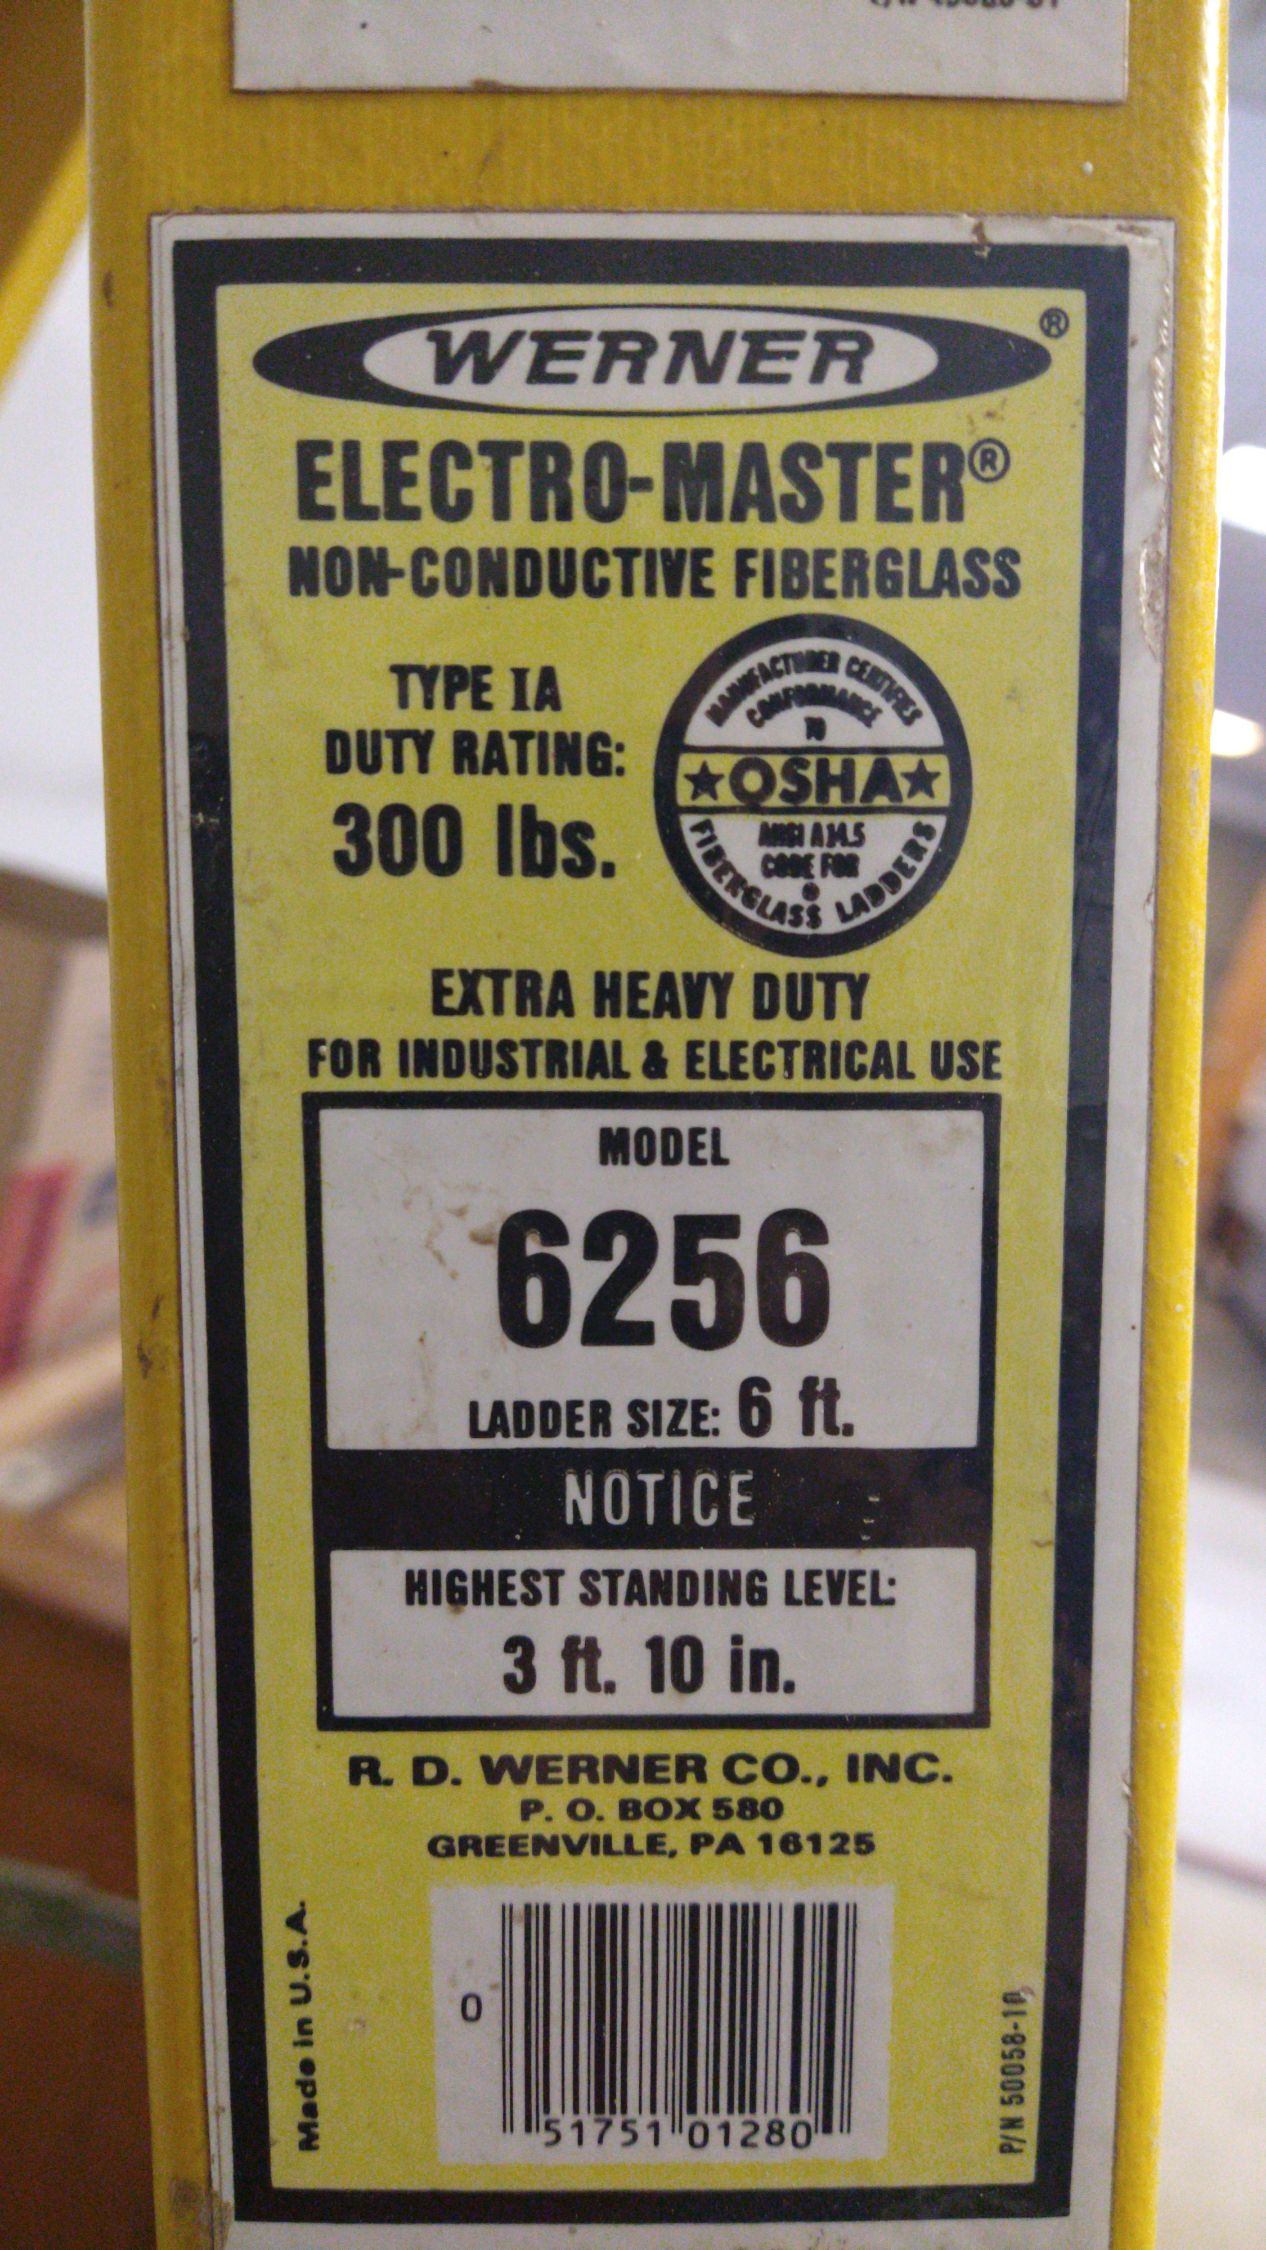 WERNER®
ELECTRO-MASTER®
NON-CONDUCTIVE FIBERGLASS
TYPE IA
DUTY RATING:
300 lbs.
MANUFACTURER CERTIFIES
CONFORMANCE
TO
★OSHA★
ANSI A14.5
CODE FOR
FIBERGLASS LADDERS
EXTRA HEAVY DUTY
FOR INDUSTRIAL & ELECTRICAL USE
MODEL
6256
LADDER SIZE: 6 ft.
NOTICE
HIGHEST STANDING LEVEL:
3 ft. 10 in.
R. D. WERNER CO., INC.
P. O. BOX 580
GREENVILLE, PA 16125
Made in U.S.A.
0 51751 01280
P/N 50058-10